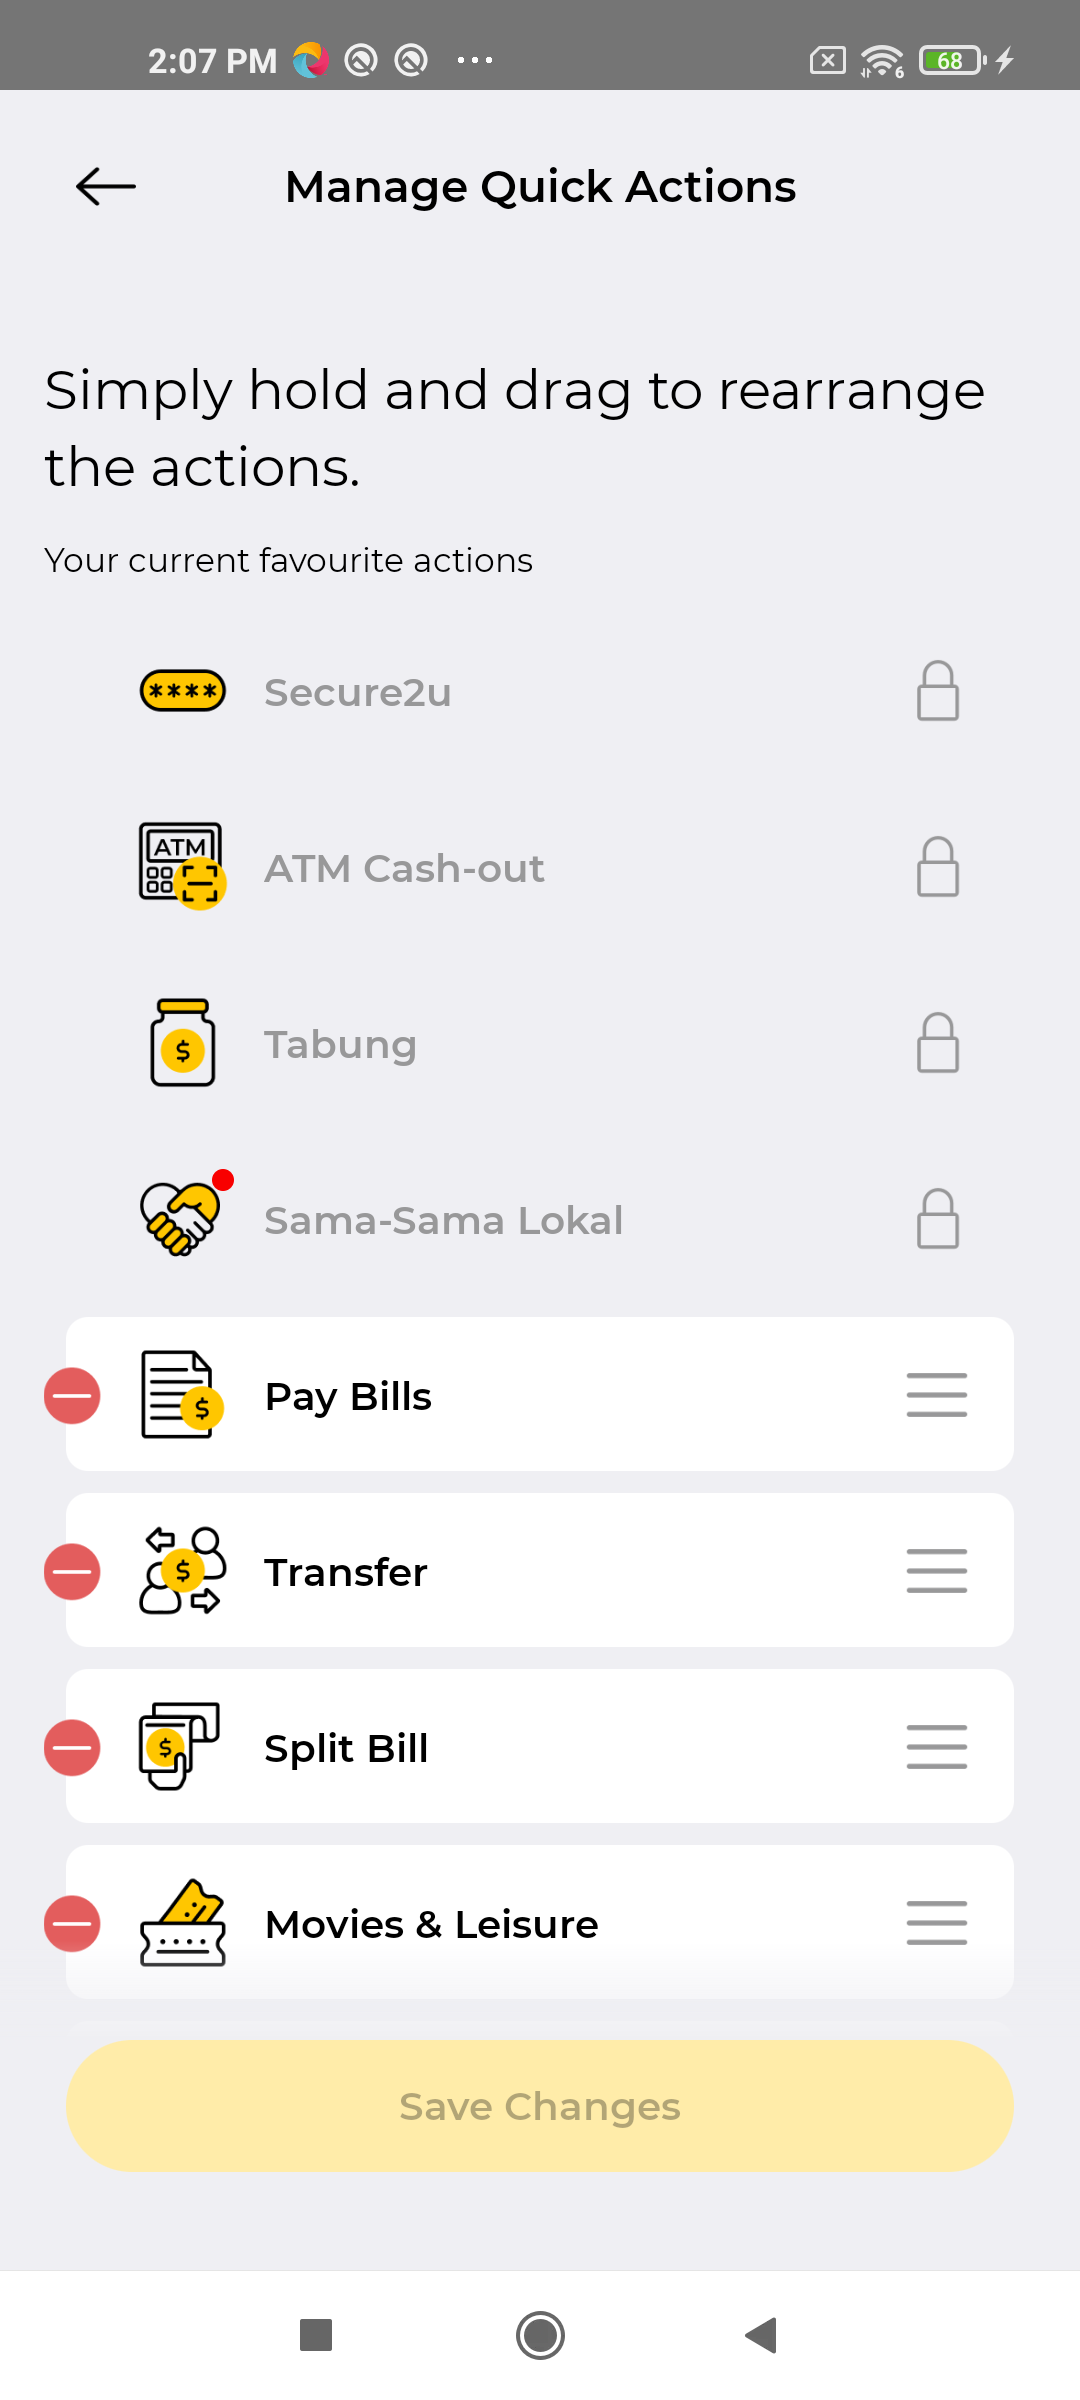 2:07 PM
6
68
Manage Quick Actions
Simply hold and drag to rearrange
the actions.
Your current favourite actions
**** Secure2u
ATM
ATM Cash-out
$
Tabung
Sama-Sama Lokal
$
Pay Bills
$
Transfer
$
Split Bill
Movies & Leisure
Save Changes